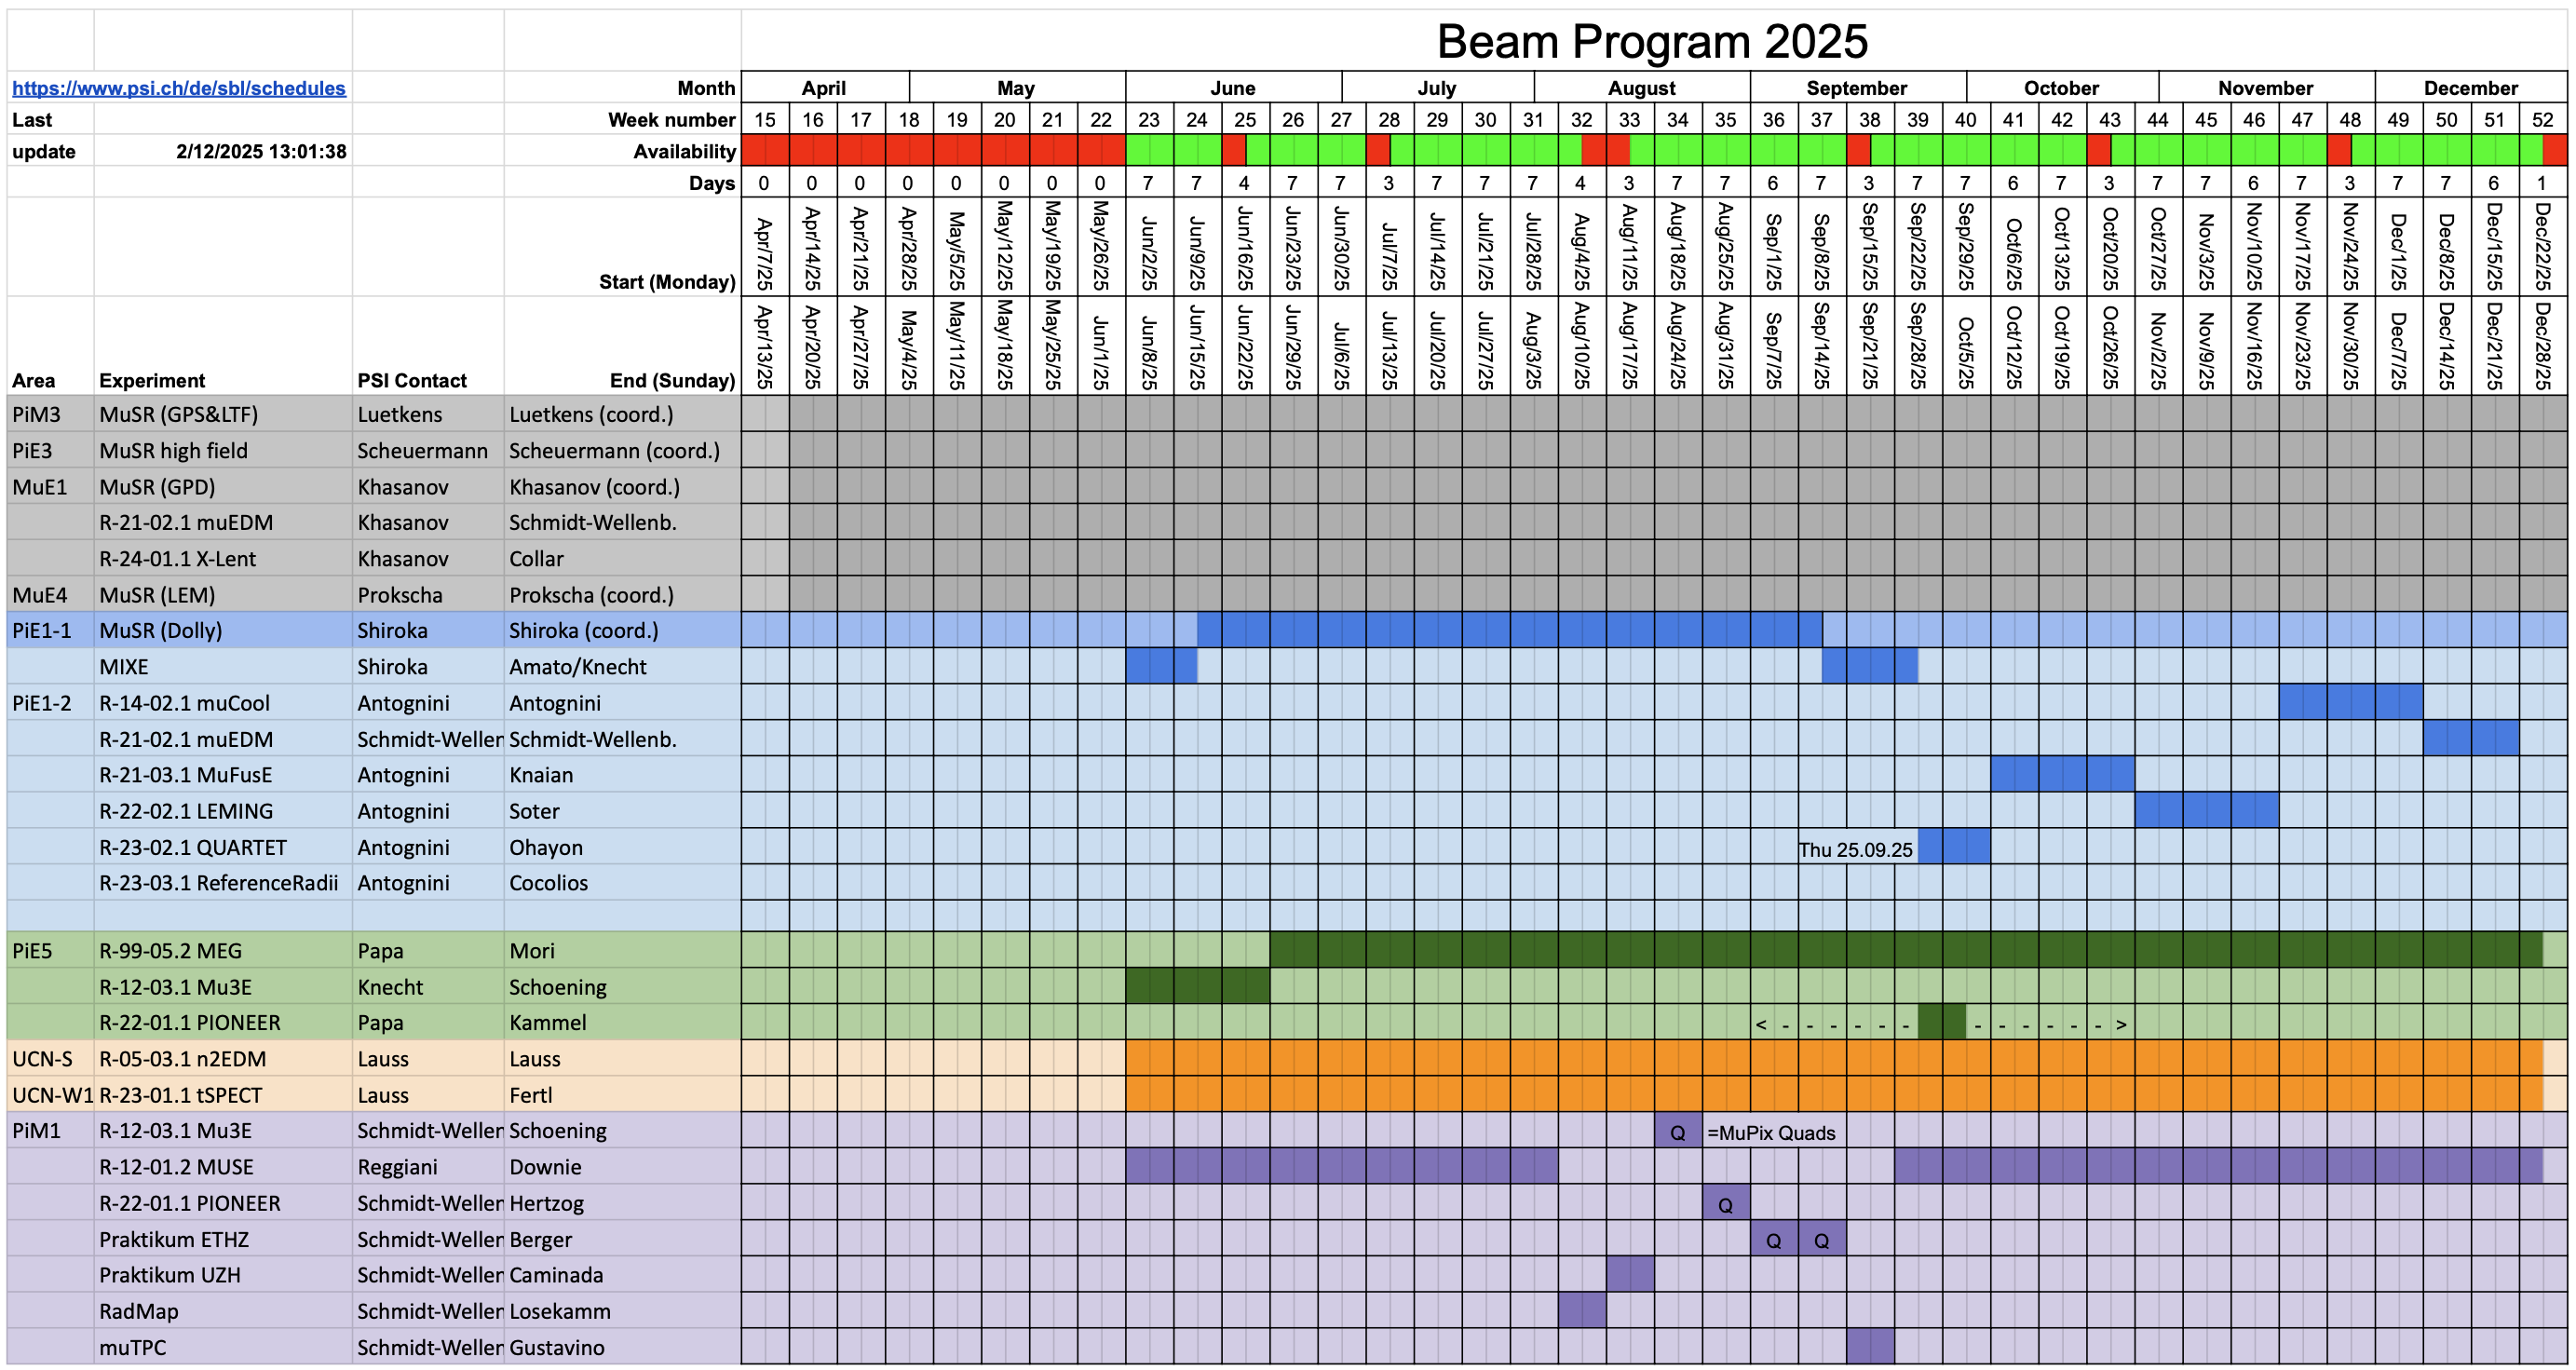 Beam Program 2025
https://www.psi.ch/de/sbl/schedules Month April May June July August September October November December
Last Week number 15 16 17 18 19 20 21 22 23 24 25 26 27 28 29 30 31 32 33 34 35 36 37 38 39 40 41 42 43 44 45 46 47 48 49 50 51 52
update 2/12/2025 13:01:38 Availability
Days 0 0 0 0 0 0 0 0 7 7 4 7 7 3 7 7 7 4 3 7 7 6 7 3 7 7 6 7 3 7 7 6 7 3 7 7 6 1
Start (Monday) Apr/7/25 Apr/14/25 Apr/21/25 Apr/28/25 May/5/25 May/12/25 May/19/25 May/26/25 Jun/2/25 Jun/9/25 Jun/16/25 Jun/23/25 Jun/30/25 Jul/7/25 Jul/14/25 Jul/21/25 Jul/28/25 Aug/4/25 Aug/11/25 Aug/18/25 Aug/25/25 Sep/1/25 Sep/8/25 Sep/15/25 Sep/22/25 Sep/29/25 Oct/6/25 Oct/13/25 Oct/20/25 Oct/27/25 Nov/3/25 Nov/10/25 Nov/17/25 Nov/24/25 Dec/1/25 Dec/8/25 Dec/15/25 Dec/22/25
Area Experiment PSI Contact End (Sunday) Apr/13/25 Apr/20/25 Apr/27/25 May/4/25 May/11/25 May/18/25 May/25/25 Jun/1/25 Jun/8/25 Jun/15/25 Jun/22/25 Jun/29/25 Jul/6/25 Jul/13/25 Jul/20/25 Jul/27/25 Aug/3/25 Aug/10/25 Aug/17/25 Aug/24/25 Aug/31/25 Sep/7/25 Sep/14/25 Sep/21/25 Sep/28/25 Oct/5/25 Oct/12/25 Oct/19/25 Oct/26/25 Nov/2/25 Nov/9/25 Nov/16/25 Nov/23/25 Nov/30/25 Dec/7/25 Dec/14/25 Dec/21/25 Dec/28/25
PiM3 MuSR (GPS&LTF) Luetkens Luetkens (coord.)
PiE3 MuSR high field Scheuermann Scheuermann (coord.)
MuE1 MuSR (GPD) Khasanov Khasanov (coord.)
R-21-02.1 muEDM Khasanov Schmidt-Wellenb.
R-24-01.1 X-Lent Khasanov Collar
MuE4 MuSR (LEM) Prokscha Prokscha (coord.)
PiE1-1 MuSR (Dolly) Shiroka Shiroka (coord.)
MIXE Shiroka Amato/Knecht
PiE1-2 R-14-02.1 muCool Antognini Antognini
R-21-02.1 muEDM Schmidt-Weller Schmidt-Wellenb.
R-21-03.1 MuFusE Antognini Knaian
R-22-02.1 LEMING Antognini Soter
R-23-02.1 QUARTET Antognini Ohayon Thu 25.09.25
R-23-03.1 ReferenceRadii Antognini Cocolios
PiE5 R-99-05.2 MEG Papa Mori
R-12-03.1 Mu3E Knecht Schoening
R-22-01.1 PIONEER Papa Kammel < - - - - - - - - - - - - >
UCN-S R-05-03.1 n2EDM Lauss Lauss
UCN-W1 R-23-01.1 tSPECT Lauss Fertl
PiM1 R-12-03.1 Mu3E Schmidt-Weller Schoening Q =MuPix Quads
R-12-01.2 MUSE Reggiani Downie
R-22-01.1 PIONEER Schmidt-Weller Hertzog Q
Praktikum ETHZ Schmidt-Weller Berger Q Q
Praktikum UZH Schmidt-Weller Caminada
RadMap Schmidt-Weller Losekamm
muTPC Schmidt-Weller Gustavino